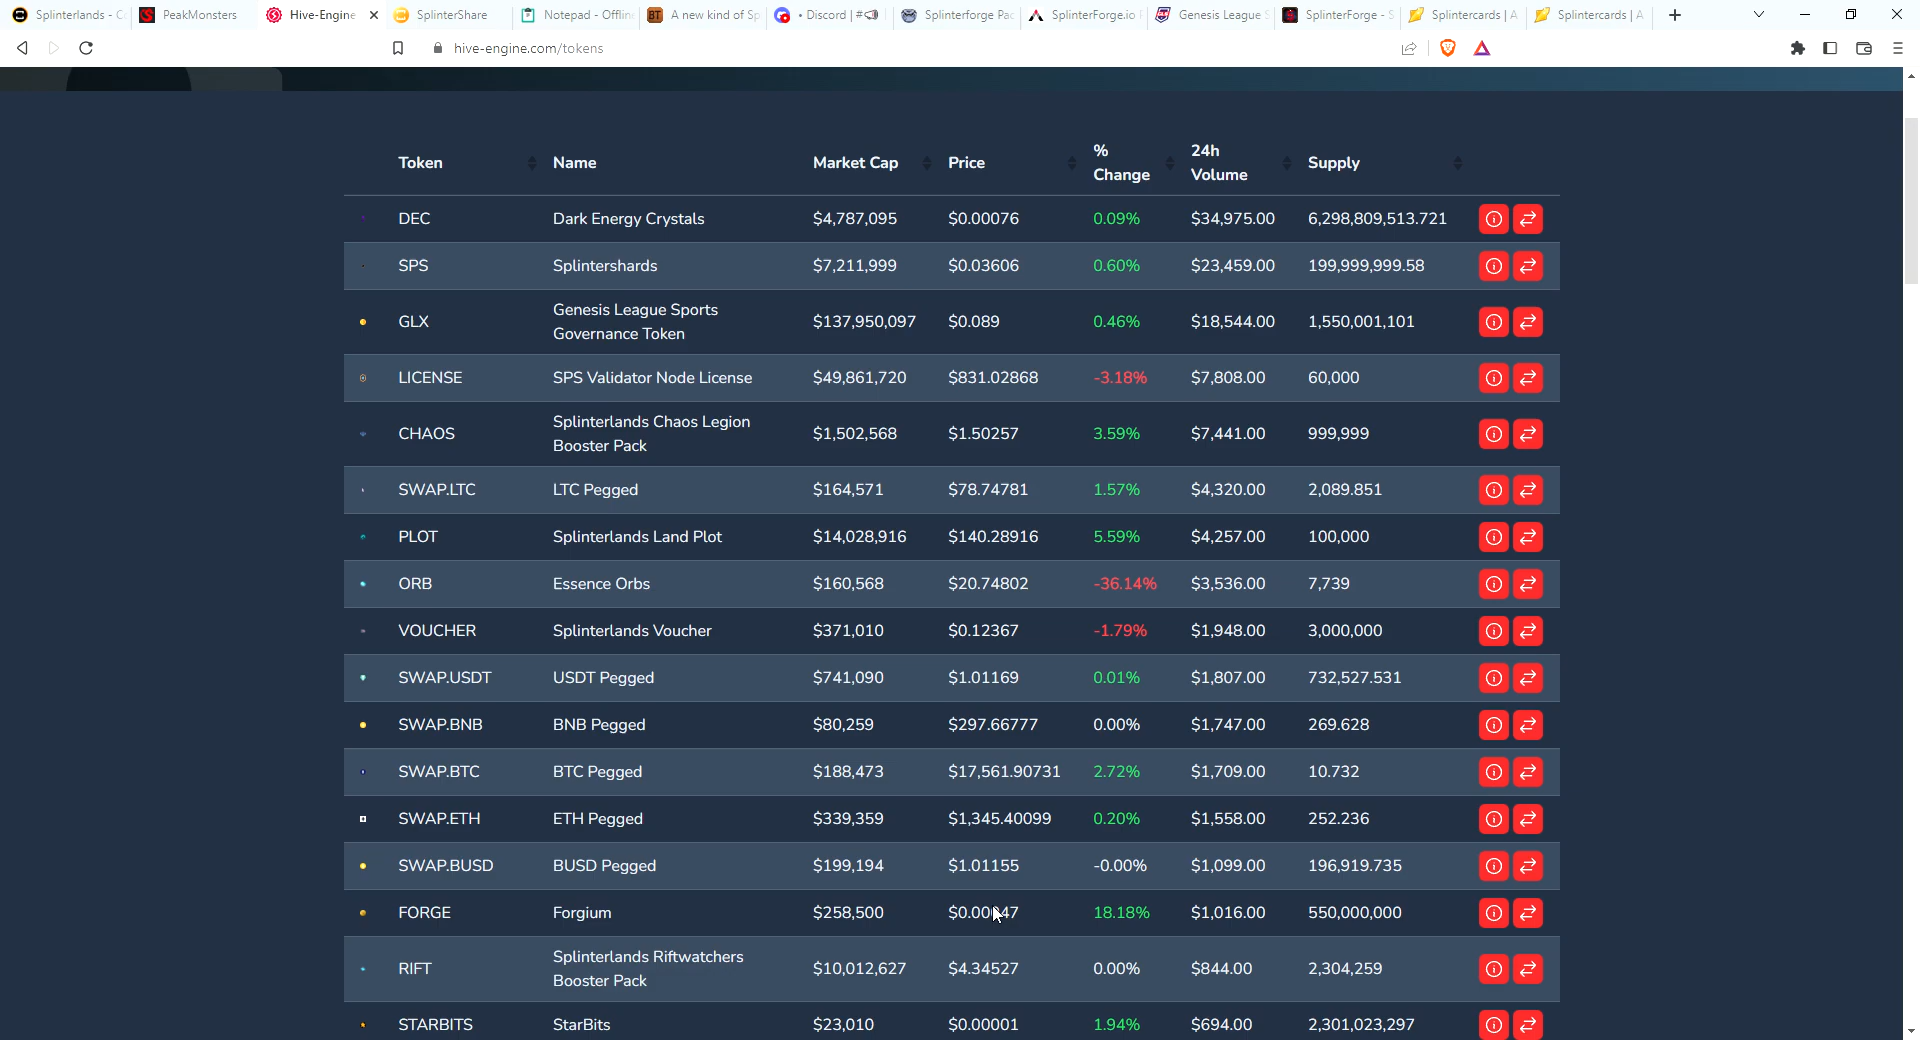 Splinterlands - C
PeakMonsters
Hive-Engine
SplinterShare
Notepad - Offlin
A new kind of Sp
• Discord | #
Splinterforge Pac
SplinterForge.io
Genesis League S
SplinterForge - S
Splintercards | A
Splintercards | A
hive-engine.com/tokens
Token Name Market Cap Price % Change 24h Volume Supply
DEC Dark Energy Crystals $4,787,095 $0.00076 0.09% $34,975.00 6,298,809,513.721
SPS Splintershards $7,211,999 $0.03606 0.60% $23,459.00 199,999,999.58
GLX Genesis League Sports Governance Token $137,950,097 $0.089 0.46% $18,544.00 1,550,001,101
LICENSE SPS Validator Node License $49,861,720 $831.02868 -3.18% $7,808.00 60,000
CHAOS Splinterlands Chaos Legion Booster Pack $1,502,568 $1.50257 3.59% $7,441.00 999,999
SWAP.LTC LTC Pegged $164,571 $78.74781 1.57% $4,320.00 2,089.851
PLOT Splinterlands Land Plot $14,028,916 $140.28916 5.59% $4,257.00 100,000
ORB Essence Orbs $160,568 $20.74802 -36.14% $3,536.00 7,739
VOUCHER Splinterlands Voucher $371,010 $0.12367 -1.79% $1,948.00 3,000,000
SWAP.USDT USDT Pegged $741,090 $1.01169 0.01% $1,807.00 732,527.531
SWAP.BNB BNB Pegged $80,259 $297.66777 0.00% $1,747.00 269.628
SWAP.BTC BTC Pegged $188,473 $17,561.90731 2.72% $1,709.00 10.732
SWAP.ETH ETH Pegged $339,359 $1,345.40099 0.20% $1,558.00 252.236
SWAP.BUSD BUSD Pegged $199,194 $1.01155 -0.00% $1,099.00 196,919.735
FORGE Forgium $258,500 18.18% $1,016.00 550,000,000
RIFT Splinterlands Riftwatchers Booster Pack $10,012,627 $4.34527 0.00% $844.00 2,304,259
STARBITS StarBits $23,010 $0.00001 1.94% $694.00 2,301,023,297